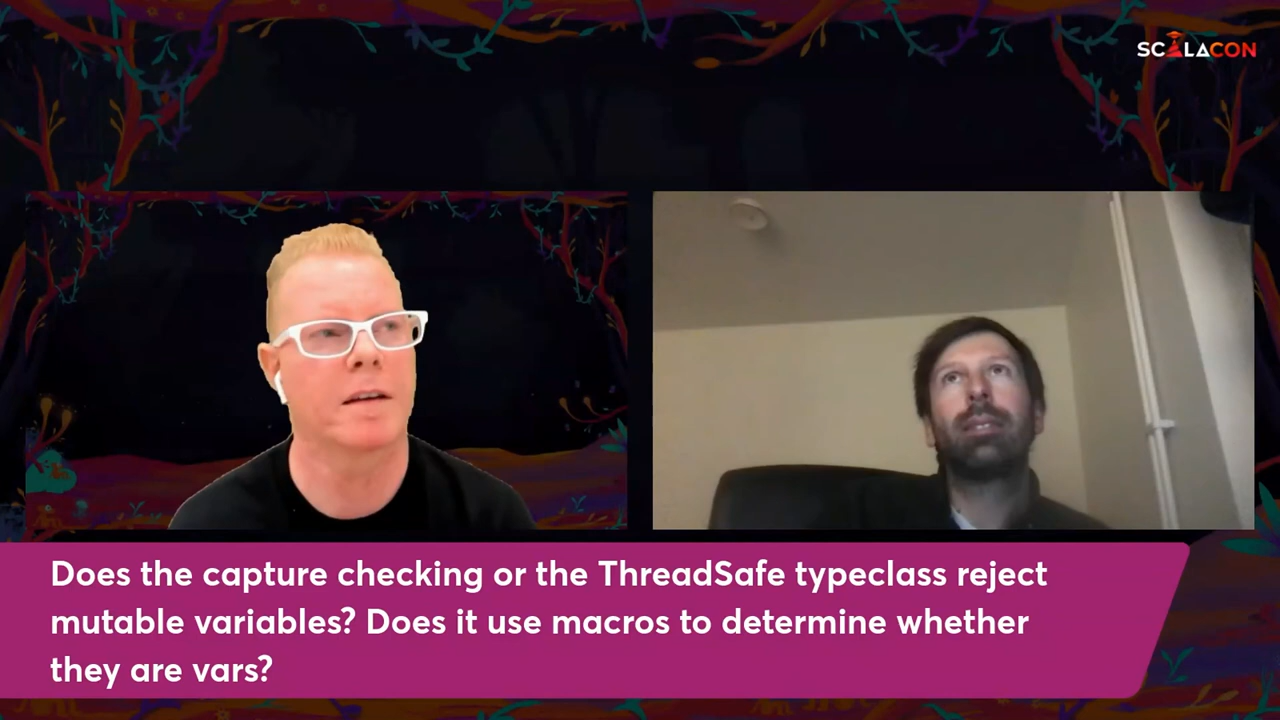 SCALACON
Does the capture checking or the ThreadSafe typeclass reject
mutable variables? Does it use macros to determine whether
they are vars?